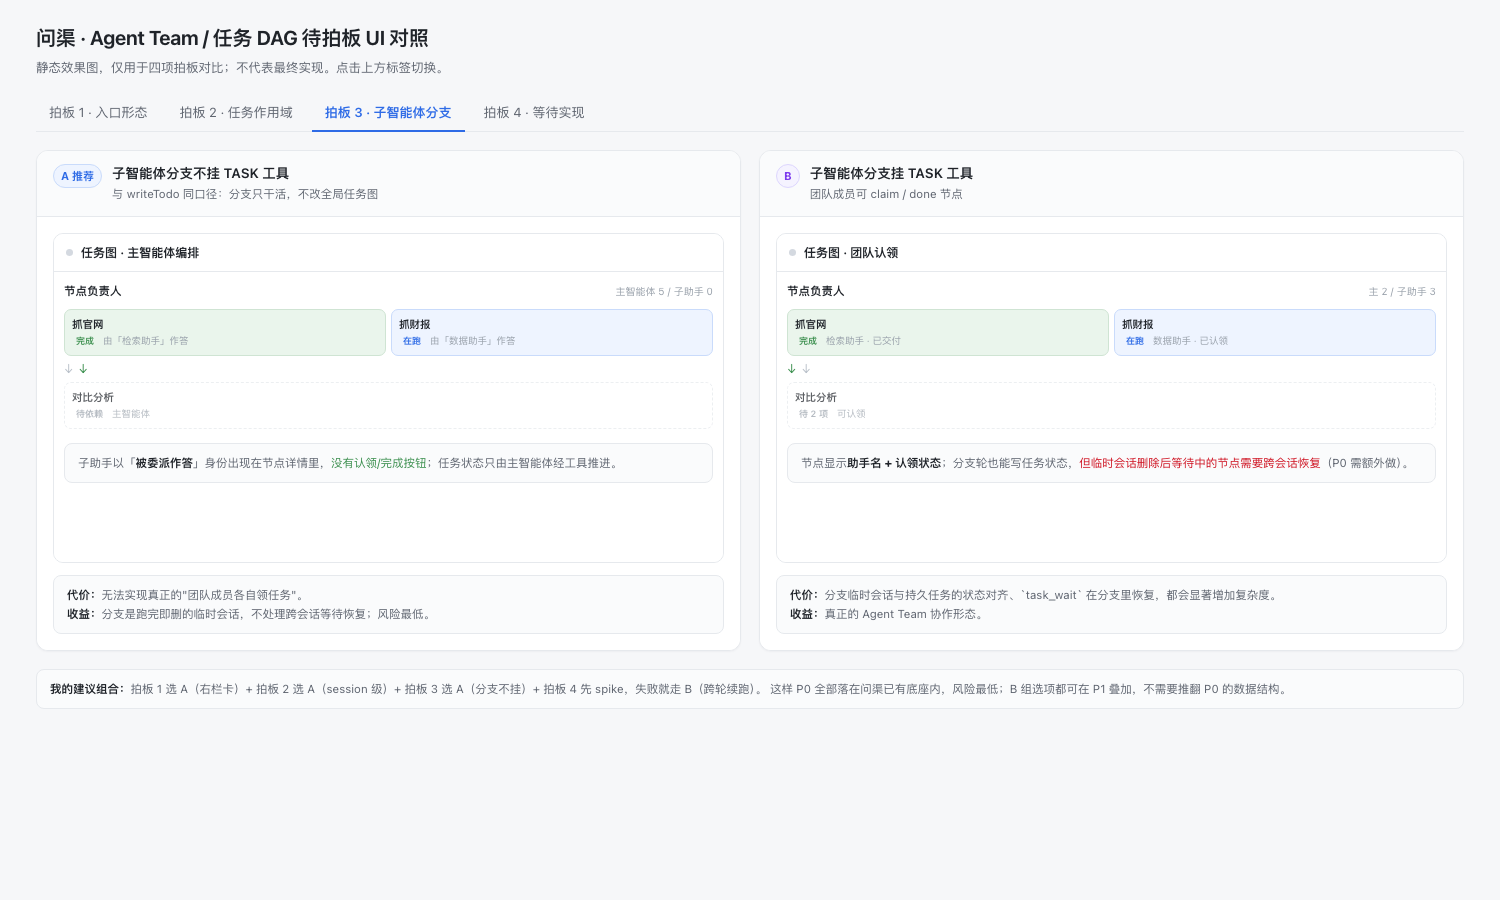 问渠 · Agent Team / 任务 DAG 待拍板 UI 对照
静态效果图，仅用于四项拍板对比；不代表最终实现。点击上方标签切换。
拍板 1 · 入口形态
拍板 2 · 任务作用域
拍板 3 · 子智能体分支
拍板 4 · 等待实现
A 推荐
子智能体分支不挂 TASK 工具
与 writeTodo 同口径：分支只干活，不改全局任务图
任务图 · 主智能体编排
节点负责人
主智能体 5 / 子助手 0
抓官网
完成 由「检索助手」作答
抓财报
在跑 由「数据助手」作答
↓ ↓
对比分析
待依赖 主智能体
子助手以「被委派作答」身份出现在节点详情里，没有认领/完成按钮；任务状态只由主智能体经工具推进。
代价：无法实现真正的"团队成员各自领任务"。
收益：分支是跑完即删的临时会话，不处理跨会话等待恢复；风险最低。
B
子智能体分支挂 TASK 工具
团队成员可 claim / done 节点
任务图 · 团队认领
节点负责人
主 2 / 子助手 3
抓官网
完成 检索助手 · 已交付
抓财报
在跑 数据助手 · 已认领
↓ ↓
对比分析
待 2 项 可认领
节点显示助手名 + 认领状态；分支轮也能写任务状态，但临时会话删除后等待中的节点需要跨会话恢复（P0 需额外做）。
代价：分支临时会话与持久任务的状态对齐、`task_wait` 在分支里恢复，都会显著增加复杂度。
收益：真正的 Agent Team 协作形态。
我的建议组合：拍板 1 选 A（右栏卡）+ 拍板 2 选 A（session 级）+ 拍板 3 选 A（分支不挂）+ 拍板 4 先 spike，失败就走 B（跨轮续跑）。 这样 P0 全部落在问渠已有底座内，风险最低；B 组选项都可在 P1 叠加，不需要推翻 P0 的数据结构。